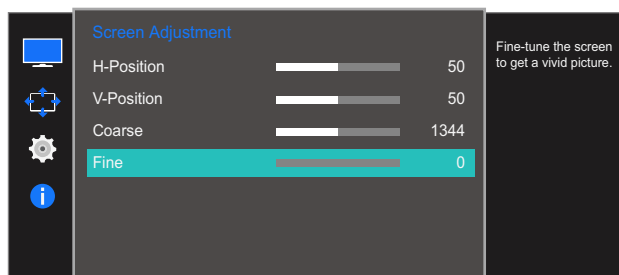 Screen Adjustment
H-Position 50
V-Position 50
Coarse 1344
Fine 0
Fine-tune the screen
to get a vivid picture.